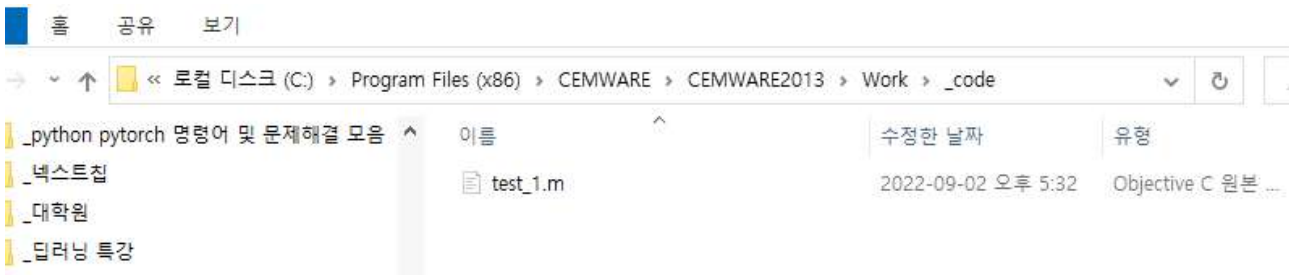 홈 공유 보기
« 로컬 디스크 (C:) › Program Files (x86) › CEMWARE › CEMWARE2013 › Work › _code
_python pytorch 명령어 및 문제해결 모음
이름 수정한 날짜 유형
_넥스트칩
test_1.m 2022-09-02 오후 5:32 Objective C 원본 ...
_대학원
_딥러닝 특강